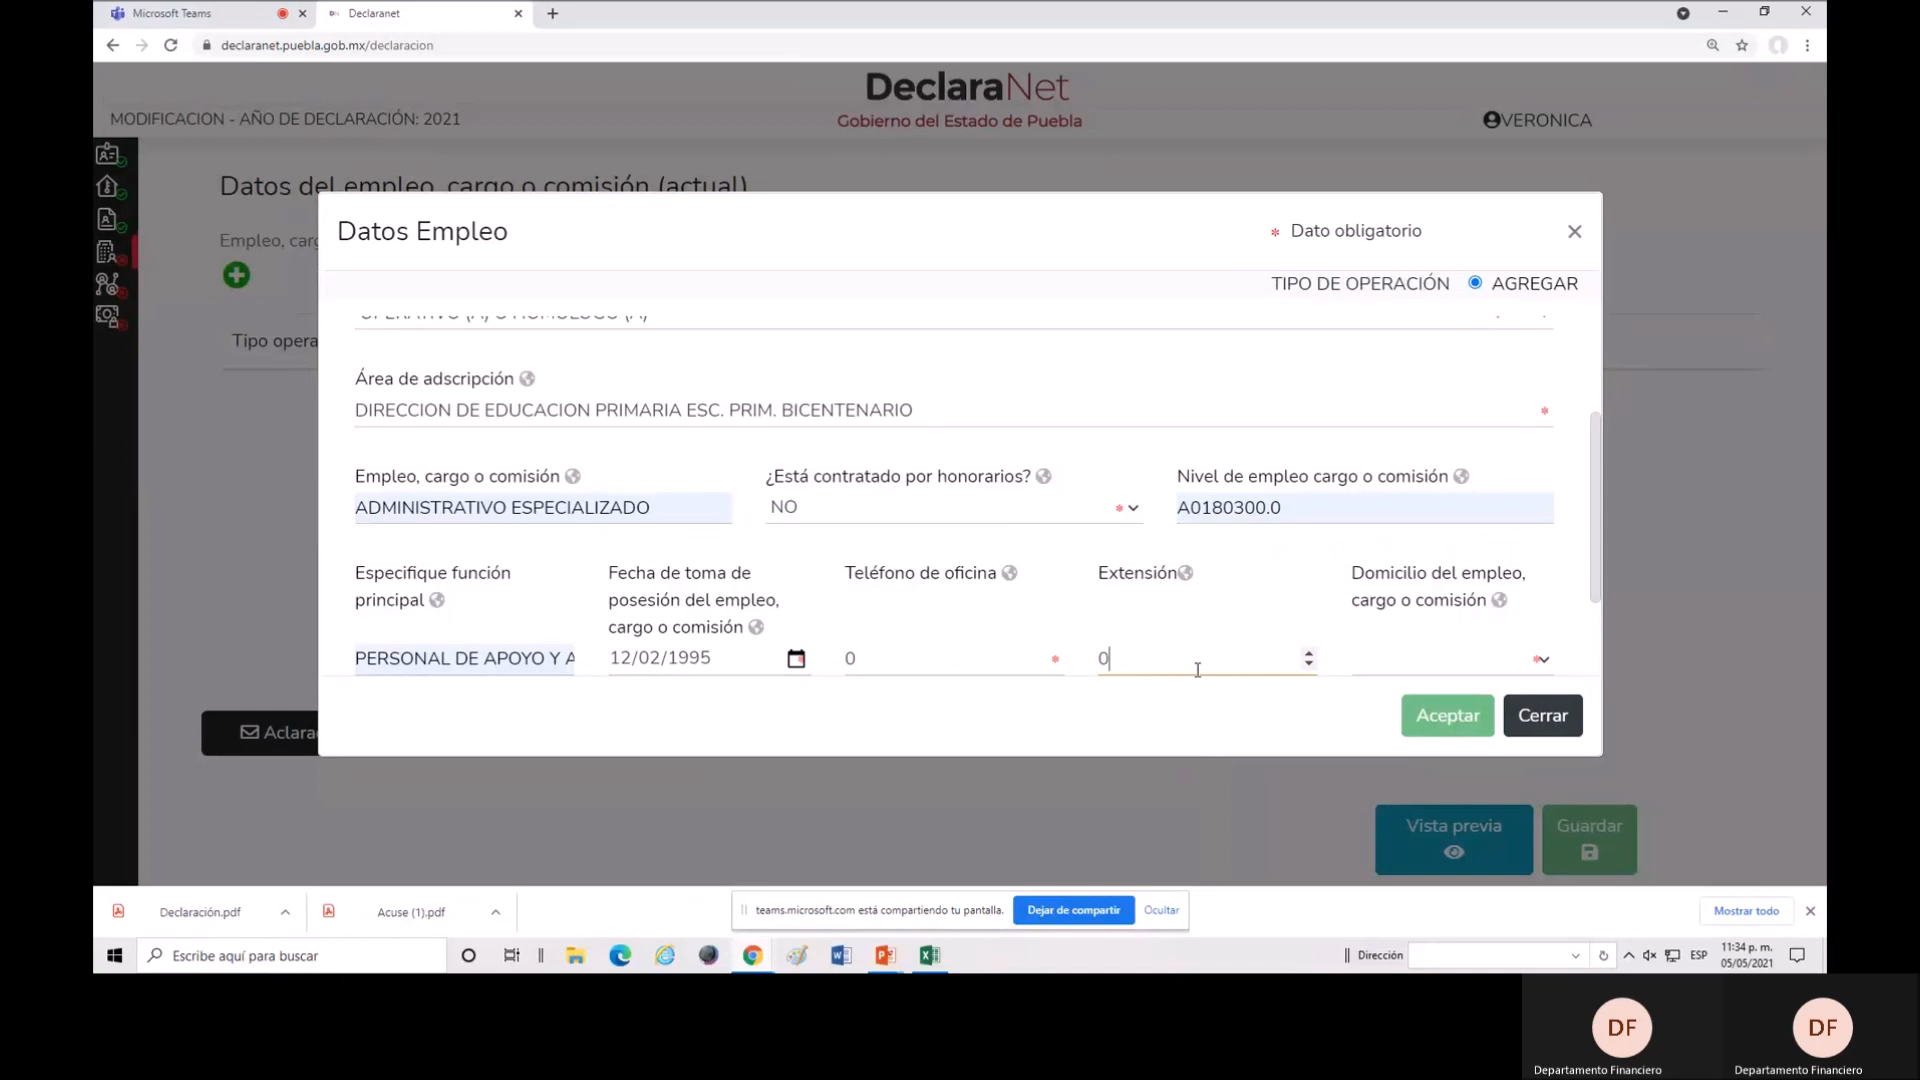 Microsoft Teams
Declaranet
declaranet.puebla.gob.mx/declaracion
DeclaraNet
MODIFICACION - AÑO DE DECLARACIÓN: 2021
Gobierno del Estado de Puebla
VERONICA
Datos del empleo, cargo o comisión (actual)
Empleo, carg
Tipo opera
Datos Empleo
* Dato obligatorio
TIPO DE OPERACIÓN AGREGAR
OPERATIVO (A) O HOMOLOGO (A)
Área de adscripción
DIRECCION DE EDUCACION PRIMARIA ESC. PRIM. BICENTENARIO *
Empleo, cargo o comisión ¿Está contratado por honorarios? Nivel de empleo cargo o comisión
ADMINISTRATIVO ESPECIALIZADO NO * A0180300.0
Especifique función principal
Fecha de toma de posesión del empleo, cargo o comisión
Teléfono de oficina
Extensión
Domicilio del empleo, cargo o comisión
PERSONAL DE APOYO Y A 12/02/1995 0 * 0 *
Aceptar Cerrar
Aclara
Vista previa Guardar
Declaración.pdf
Acuse (1).pdf
teams.microsoft.com está compartiendo tu pantalla. Dejar de compartir Ocultar
Mostrar todo
Escribe aquí para buscar
Dirección
ESP
11:34 p. m.
05/05/2021
DF DF
Departamento Financiero Departamento Financiero